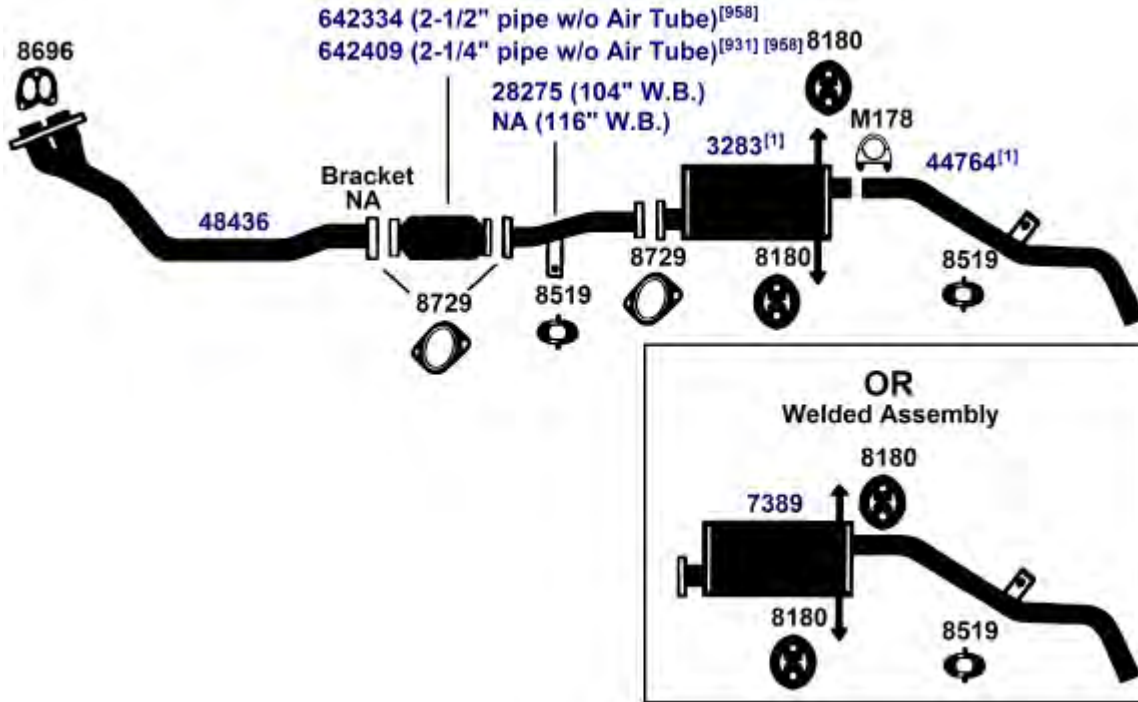 642334 (2-1/2" pipe w/o Air Tube)[958]
642409 (2-1/4" pipe w/o Air Tube)[931] [958]
8696
8180
28275 (104" W.B.)
NA (116" W.B.)
M178
3283[1]
44764[1]
Bracket
NA
48436
8729
8519
8729
8180
8519
OR
Welded Assembly
8180
7389
8180
8519